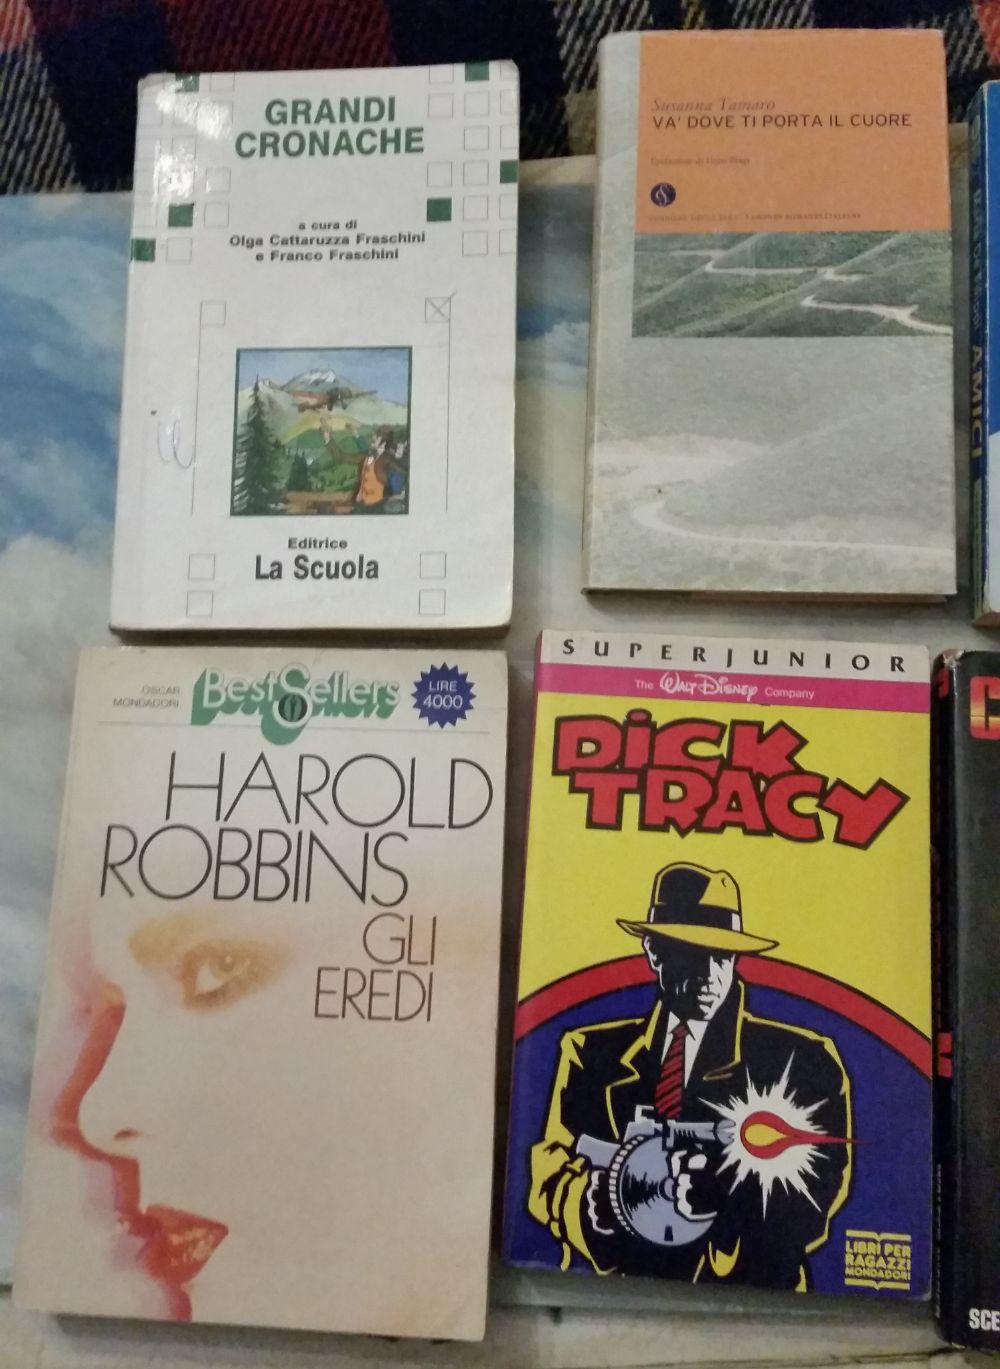 GRANDI
CRONACHE
a cura di
Olga Cattaruzza Fraschini
e Franco Fraschini
Editrice
La Scuola
Susanna Tamaro
VA' DOVE TI PORTA IL CUORE
AMICI
OSCAR
MONDADORI
BestSellers
LIRE
4000
HAROLD
ROBBINS
GLI
EREDI
SUPERJUNIOR
The WALT DISNEY Company
DICK
TRACY
LIBRI PER
RAGAZZI
MONDADORI
C
SCE